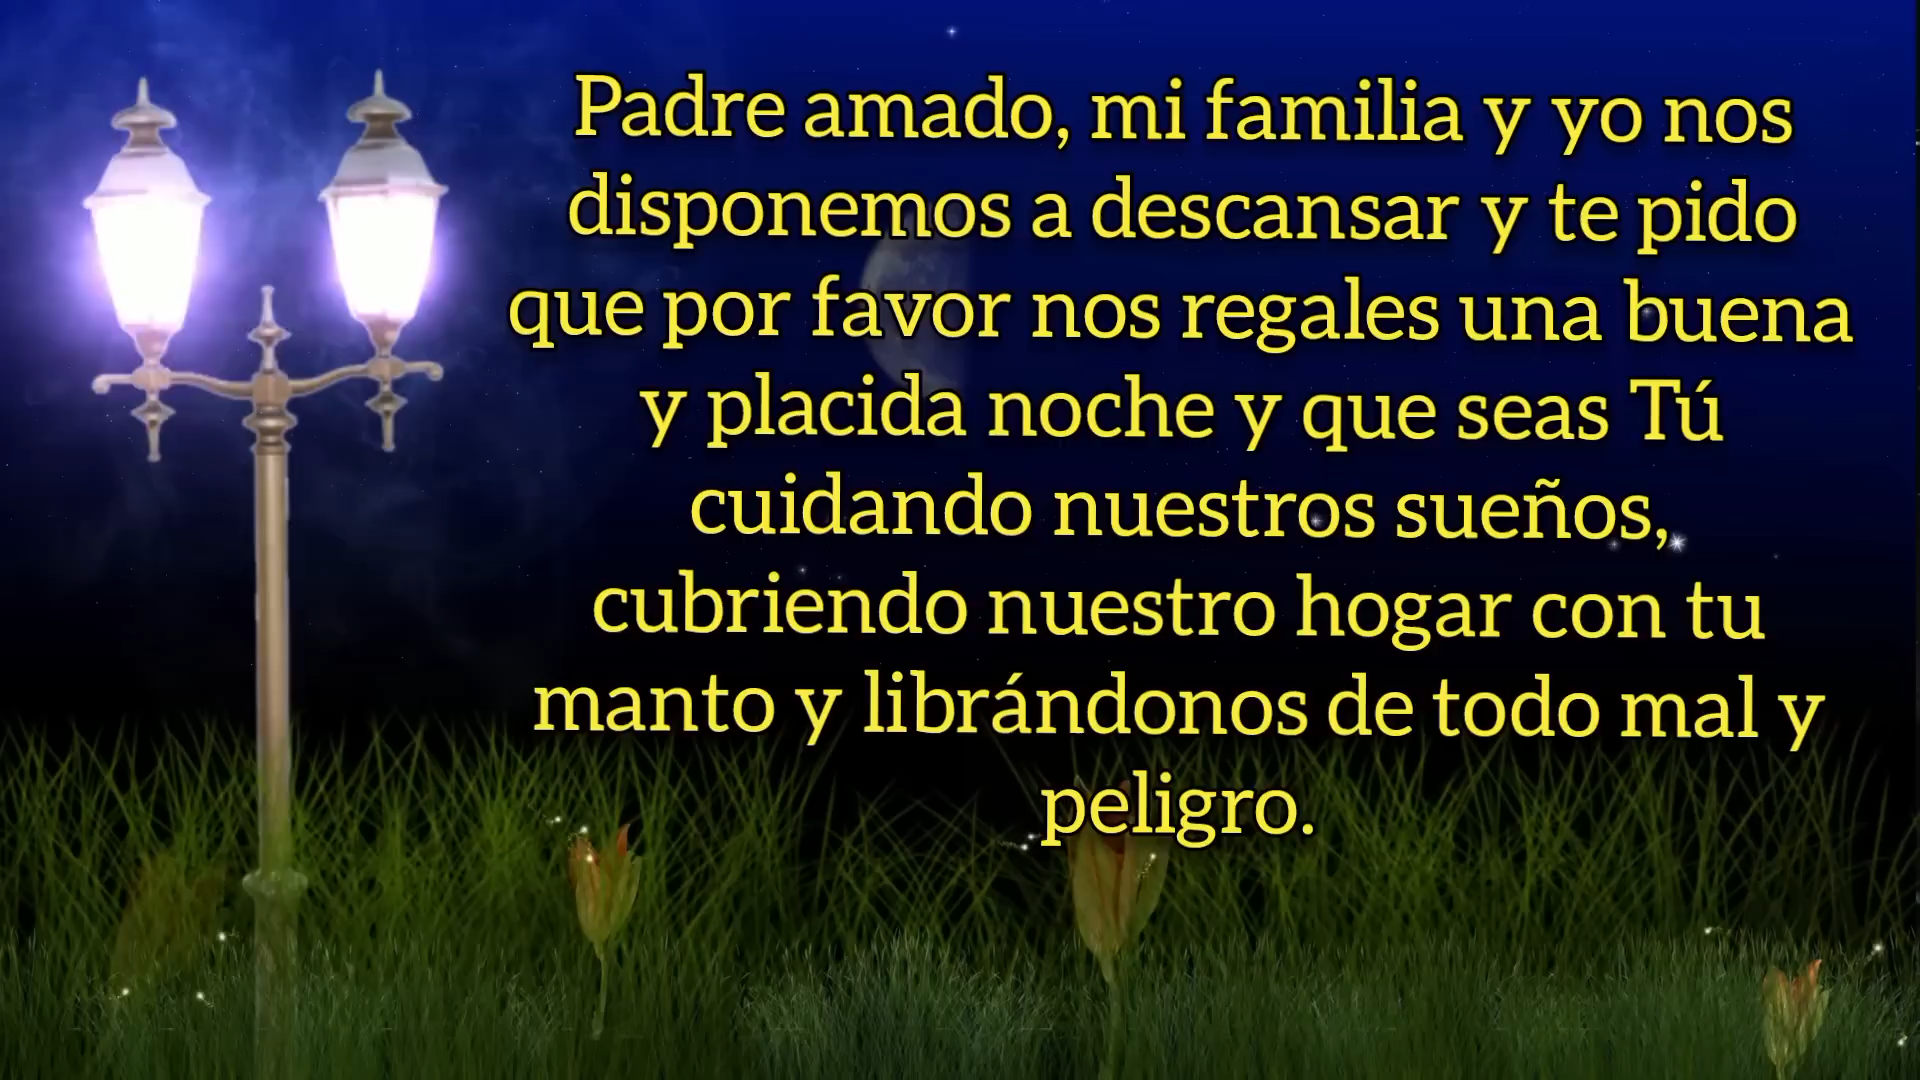 Padre amado, mi familia y yo nos
disponemos a descansar y te pido
que por favor nos regales una buena
y placida noche y que seas Tú
cuidando nuestros sueños,
cubriendo nuestro hogar con tu
manto y librándonos de todo mal y
peligro.